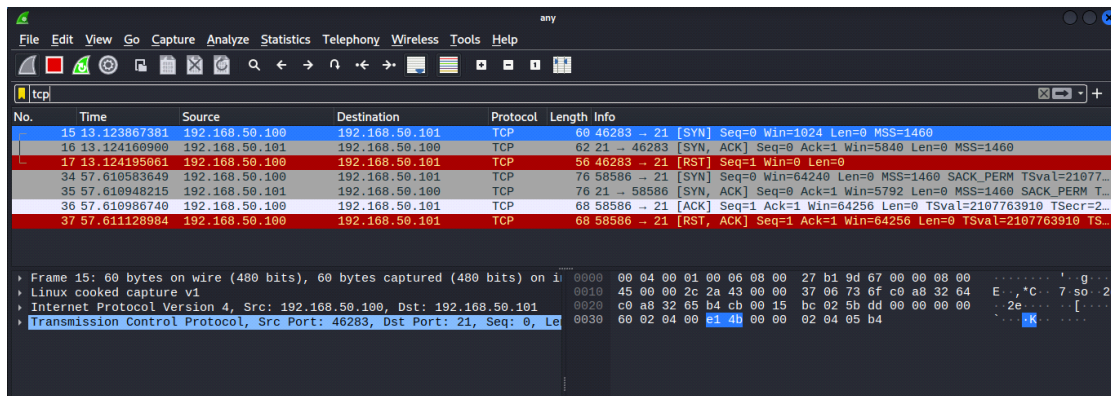 any
File Edit View Go Capture Analyze Statistics Telephony Wireless Tools Help
tcp
No. Time Source Destination Protocol Length Info
15 13.123867381 192.168.50.100 192.168.50.101 TCP 60 46283 → 21 [SYN] Seq=0 Win=1024 Len=0 MSS=1460
16 13.124160900 192.168.50.101 192.168.50.100 TCP 62 21 → 46283 [SYN, ACK] Seq=0 Ack=1 Win=5840 Len=0 MSS=1460
17 13.124195061 192.168.50.100 192.168.50.101 TCP 56 46283 → 21 [RST] Seq=1 Win=0 Len=0
34 57.610583649 192.168.50.100 192.168.50.101 TCP 76 58586 → 21 [SYN] Seq=0 Win=64240 Len=0 MSS=1460 SACK_PERM TSval=21077…
35 57.610948215 192.168.50.101 192.168.50.100 TCP 76 21 → 58586 [SYN, ACK] Seq=0 Ack=1 Win=5792 Len=0 MSS=1460 SACK_PERM T…
36 57.610986740 192.168.50.100 192.168.50.101 TCP 68 58586 → 21 [ACK] Seq=1 Ack=1 Win=64256 Len=0 TSval=2107763910 TSecr=2…
37 57.611128984 192.168.50.100 192.168.50.101 TCP 68 58586 → 21 [RST, ACK] Seq=1 Ack=1 Win=64256 Len=0 TSval=2107763910 TS…
Frame 15: 60 bytes on wire (480 bits), 60 bytes captured (480 bits) on i
Linux cooked capture v1
Internet Protocol Version 4, Src: 192.168.50.100, Dst: 192.168.50.101
Transmission Control Protocol, Src Port: 46283, Dst Port: 21, Seq: 0, Le
0000 00 04 00 01 00 06 08 00 27 b1 9d 67 00 00 08 00 ········ '··g····
0010 45 00 00 2c 2a 43 00 00 37 06 73 6f c0 a8 32 64 E··,*C·· 7·so··2
0020 c0 a8 32 65 b4 cb 00 15 bc 02 5b dd 00 00 00 00 ··2e···· ··[·····
0030 60 02 04 00 e1 4b 00 00 02 04 05 b4 `····K·· ····